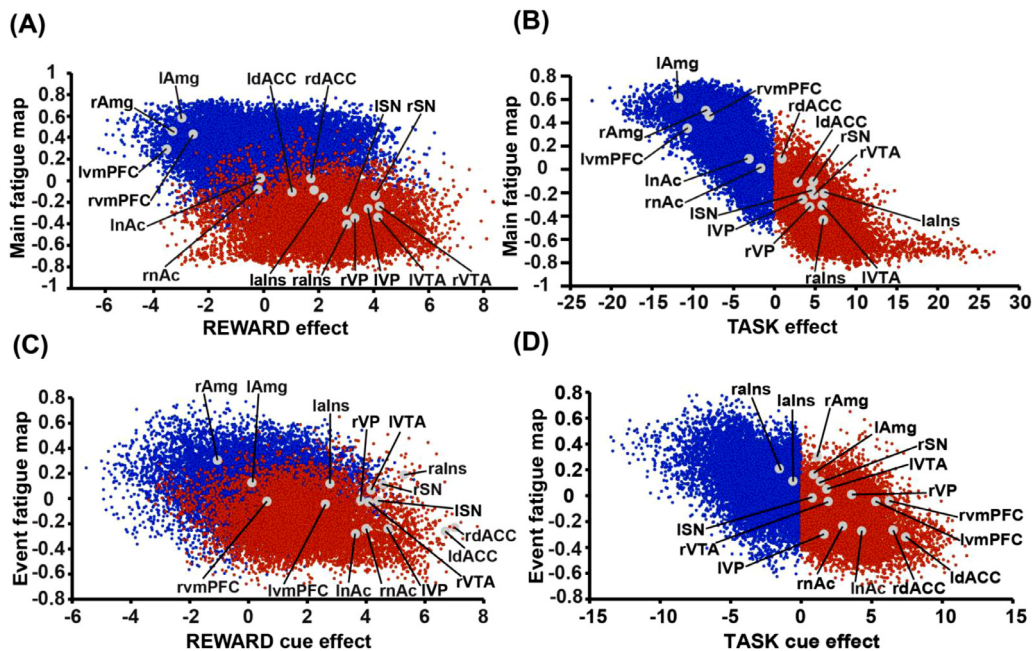 (A)
Main fatigue map
1
0.8
0.6
0.4
0.2
0
-0.2
-0.4
-0.6
-0.8
-1
lAmg
ldACC
rdACC
rAmg
lSN
rSN
lvmPFC
rvmPFC
lnAc
rnAc
laIns
raIns
rVP
lVP
lVTA
rVTA
-6
-4
-2
0
2
4
6
8
REWARD effect
(B)
Main fatigue map
0.8
0.6
0.4
0.2
0
-0.2
-0.4
-0.6
-0.8
-1
lAmg
rvmPFC
rdACC
ldACC
rAmg
rSN
lvmPFC
rVTA
lnAc
rnAc
lSN
laIns
lVP
rVP
raIns
lVTA
-25
-20
-15
-10
-5
0
5
10
15
20
25
30
TASK effect
(C)
Event fatigue map
0.8
0.6
0.4
0.2
0
-0.2
-0.4
-0.6
-0.8
rAmg
lAmg
laIns
rVP
lVTA
raIns
rSN
lSN
rdACC
ldACC
rvmPFC
lvmPFC
lnAc
rnAc
lVP
rVTA
-6
-4
-2
0
2
4
6
8
REWARD cue effect
(D)
Event fatigue map
0.8
0.6
0.4
0.2
0
-0.2
-0.4
-0.6
-0.8
raIns
laIns
rAmg
lAmg
rSN
lVTA
rVP
lSN
rvmPFC
rVTA
lvmPFC
lVP
ldACC
rnAc
lnAc
rdACC
-15
-10
-5
0
5
10
15
TASK cue effect